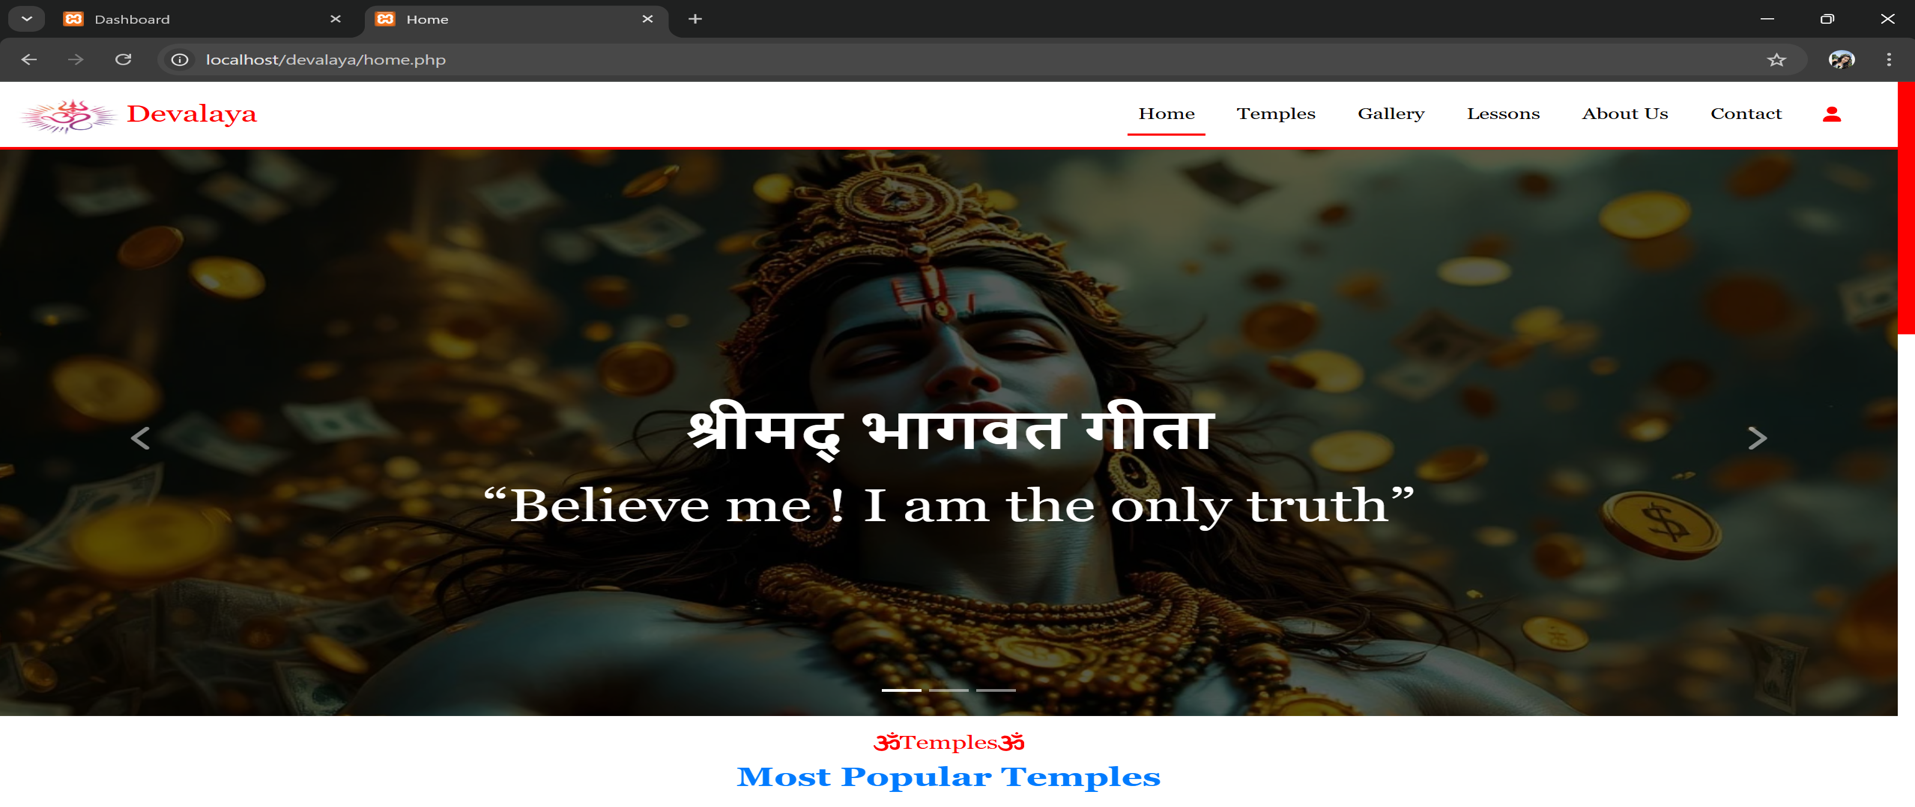 Dashboard
Home
localhost/devalaya/home.php
Devalaya
Home
Temples
Gallery
Lessons
About Us
Contact
श्रीमद् भागवत गीता
“Believe me ! I am the only truth”
ॐTemplesॐ
Most Popular Temples